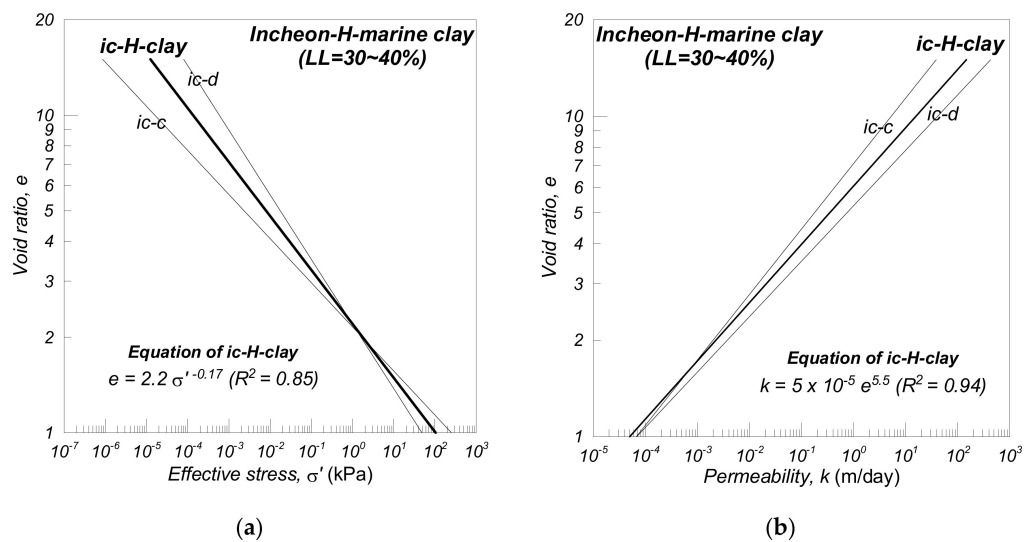 20
10
9
8
7
6
5
4
3
2
1
Void ratio, e
ic-H-clay
Incheon-H-marine clay
(LL=30~40%)
ic-d
ic-c
Equation of ic-H-clay
e = 2.2 σ' ⁻⁰·¹⁷ (R² = 0.85)
10⁻⁷ 10⁻⁶ 10⁻⁵ 10⁻⁴ 10⁻³ 10⁻² 10⁻¹ 10⁰ 10¹ 10² 10³
Effective stress, σ' (kPa)
(a)
20
10
9
8
7
6
5
4
3
2
1
Void ratio, e
Incheon-H-marine clay
(LL=30~40%)
ic-H-clay
ic-c
ic-d
Equation of ic-H-clay
k = 5 x 10⁻⁵ e⁵·⁵ (R² = 0.94)
10⁻⁵ 10⁻⁴ 10⁻³ 10⁻² 10⁻¹ 10⁰ 10¹ 10² 10³
Permeability, k (m/day)
(b)